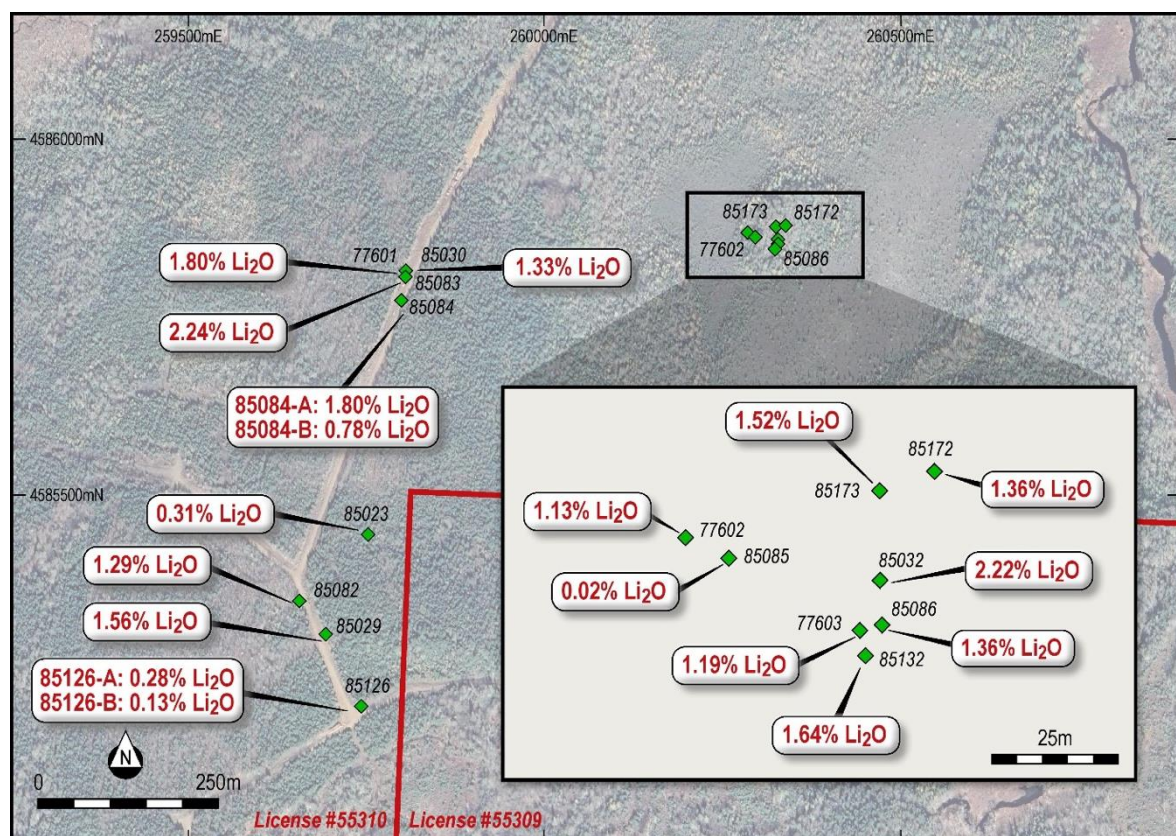 259500mE
260000mE
260500mE
4586000mN
85173
85172
77602
85086
1.80% Li₂O
77601
85030
1.33% Li₂O
85083
85084
2.24% Li₂O
85084-A: 1.80% Li₂O
85084-B: 0.78% Li₂O
4585500mN
0.31% Li₂O
85023
1.29% Li₂O
85082
1.56% Li₂O
85029
85126-A: 0.28% Li₂O
85126-B: 0.13% Li₂O
85126
1.52% Li₂O
85172
85173
1.36% Li₂O
1.13% Li₂O
77602
85085
0.02% Li₂O
85032
2.22% Li₂O
85086
77603
1.36% Li₂O
1.19% Li₂O
85132
1.64% Li₂O
25m
N
0
250m
License #55310
License #55309